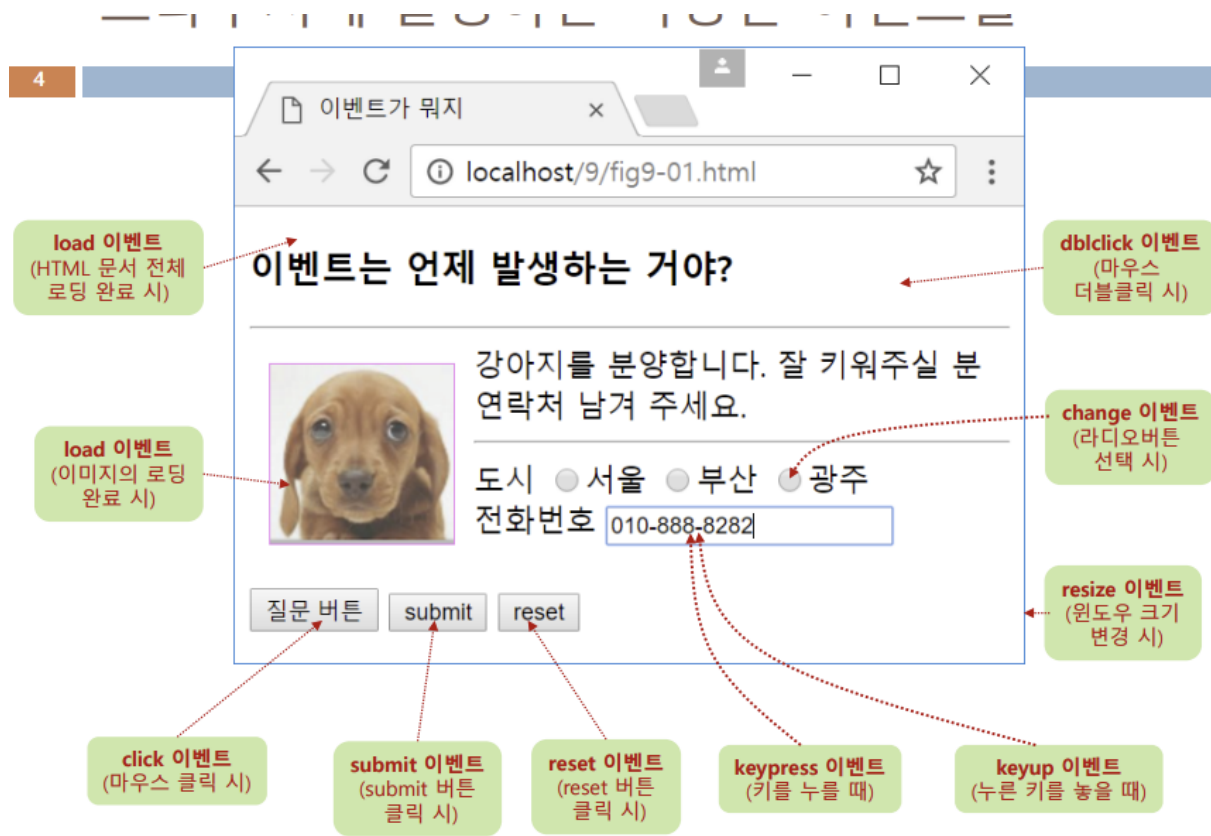 4
이벤트가 뭐지
localhost/9/fig9-01.html
load 이벤트
(HTML 문서 전체
로딩 완료 시)
이벤트는 언제 발생하는 거야?
dblclick 이벤트
(마우스
더블클릭 시)
강아지를 분양합니다. 잘 키워주실 분
연락처 남겨 주세요.
load 이벤트
(이미지의 로딩
완료 시)
change 이벤트
(라디오버튼
선택 시)
도시 서울 부산 광주
전화번호 010-888-8282
질문 버튼 submit reset
resize 이벤트
(윈도우 크기
변경 시)
click 이벤트
(마우스 클릭 시)
submit 이벤트
(submit 버튼
클릭 시)
reset 이벤트
(reset 버튼
클릭 시)
keypress 이벤트
(키를 누를 때)
keyup 이벤트
(누른 키를 놓을 때)